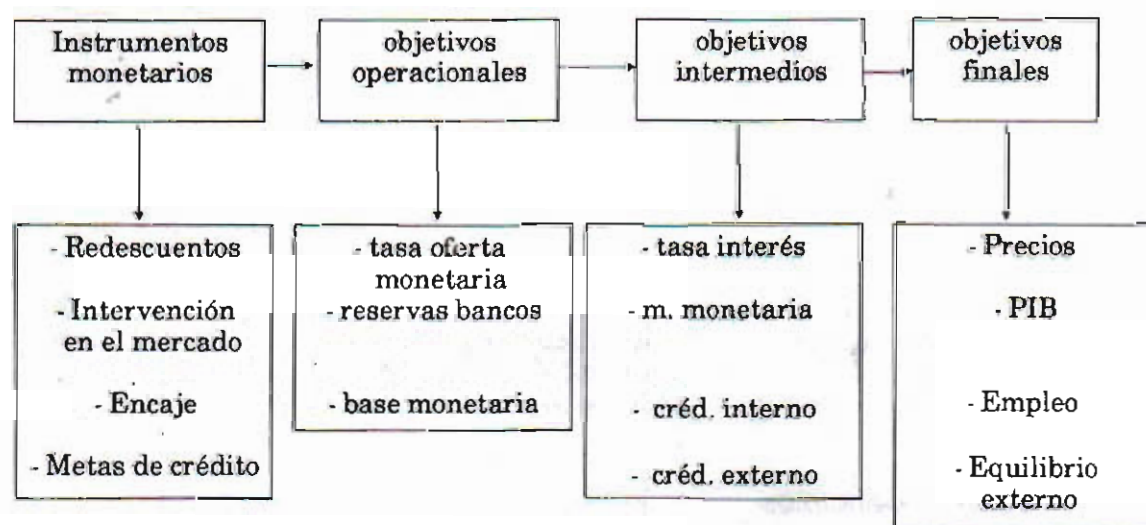 Instrumentos
monetarios
objetivos
operacionales
objetivos
intermedios
objetivos
finales
- Redescuentos
- Intervención
en el mercado
- Encaje
- Metas de crédito
- tasa oferta
monetaria
- reservas bancos
- base monetaria
- tasa interés
- m. monetaria
- créd. interno
- créd. externo
- Precios
- PIB
- Empleo
- Equilibrio
externo